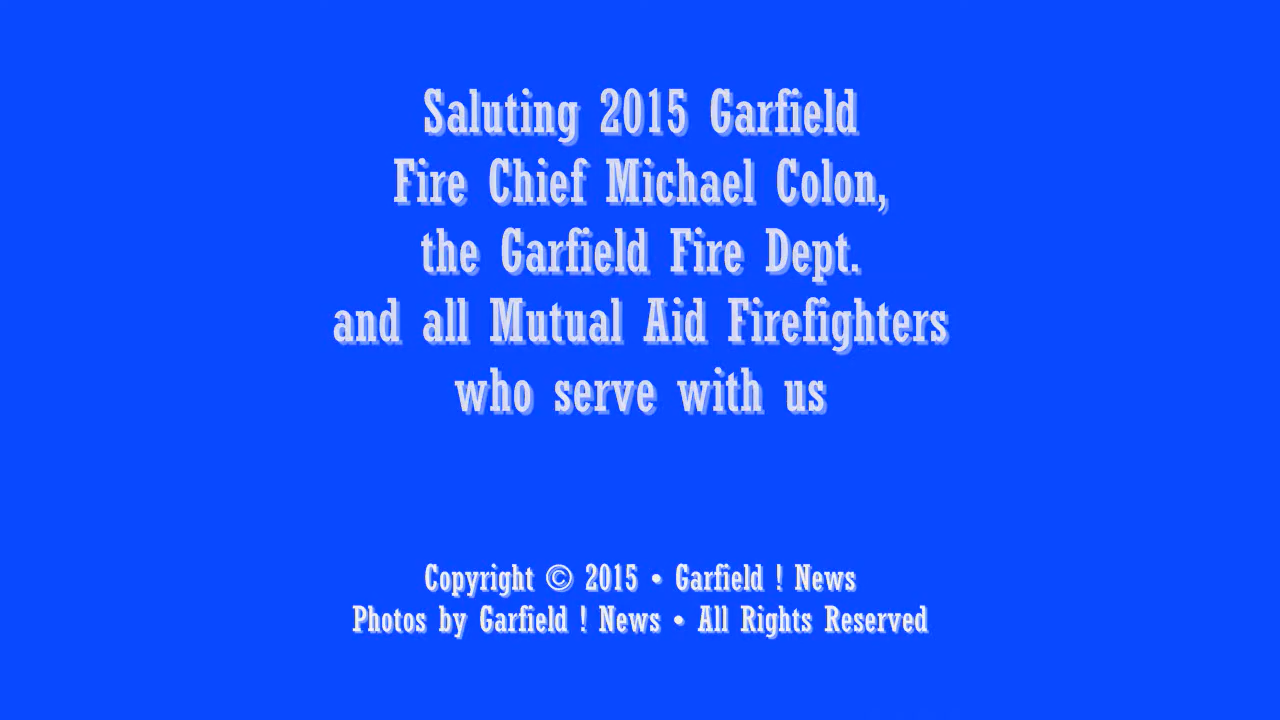 Saluting 2015 Garfield
Fire Chief Michael Colon,
the Garfield Fire Dept.
and all Mutual Aid Firefighters
who serve with us
Copyright © 2015 • Garfield ! News
Photos by Garfield ! News • All Rights Reserved